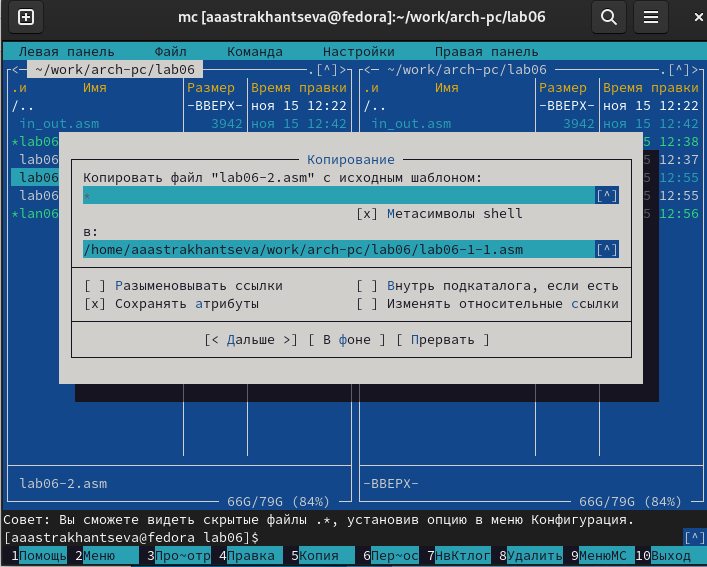 mc [aaastrakhantseva@fedora]:~/work/arch-pc/lab06
Левая панель Файл Команда Настройки Правая панель
<─ ~/work/arch-pc/lab06 .[^]> <─ ~/work/arch-pc/lab06 .[^]>
.и Имя Размер Время правки .и Имя Размер Время правки
/.. -ВВЕРХ- ноя 15 12:22 /.. -ВВЕРХ- ноя 15 12:22
in_out.asm 3942 ноя 15 12:42 in_out.asm 3942 ноя 15 12:42
*lab06 5 12:38
lab06 5 12:37
lab06 5 12:55
lab06 5 12:55
*lan06 5 12:56
Копирование
Копировать файл "lab06-2.asm" с исходным шаблоном:
* [^]
[x] Метасимволы shell
в:
/home/aaastrakhantseva/work/arch-pc/lab06/lab06-1-1.asm [^]
[ ] Разыменовывать ссылки [ ] Внутрь подкаталога, если есть
[x] Сохранять атрибуты [ ] Изменять относительные ссылки
[< Дальше >] [ В фоне ] [ Прервать ]
lab06-2.asm -ВВЕРХ-
66G/79G (84%) 66G/79G (84%)
Совет: Вы сможете видеть скрытые файлы .*, установив опцию в меню Конфигурация.
[aaastrakhantseva@fedora lab06]$ [^]
1Помощь 2Меню 3Про~отр 4Правка 5Копия 6Пер~ос 7НвКтлог 8Удалить 9МенюМС 10Выход